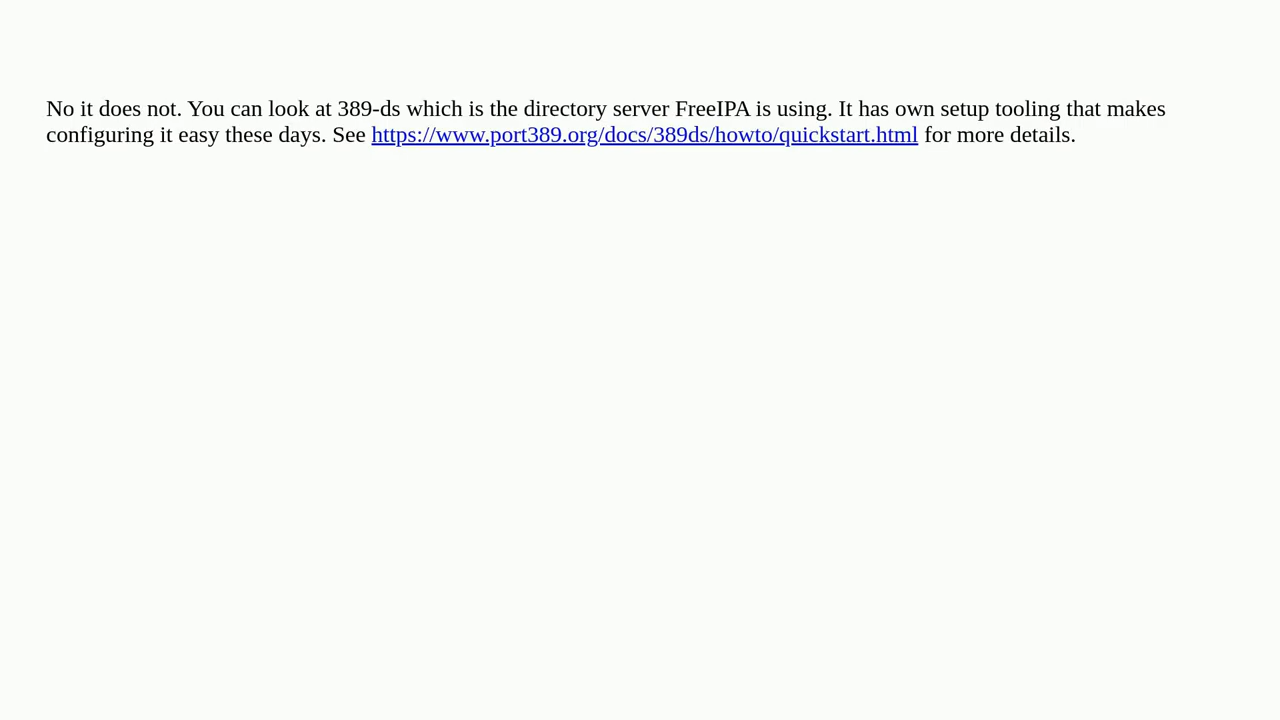 No it does not. You can look at 389-ds which is the directory server FreeIPA is using. It has own setup tooling that makes
configuring it easy these days. See https://www.port389.org/docs/389ds/howto/quickstart.html for more details.